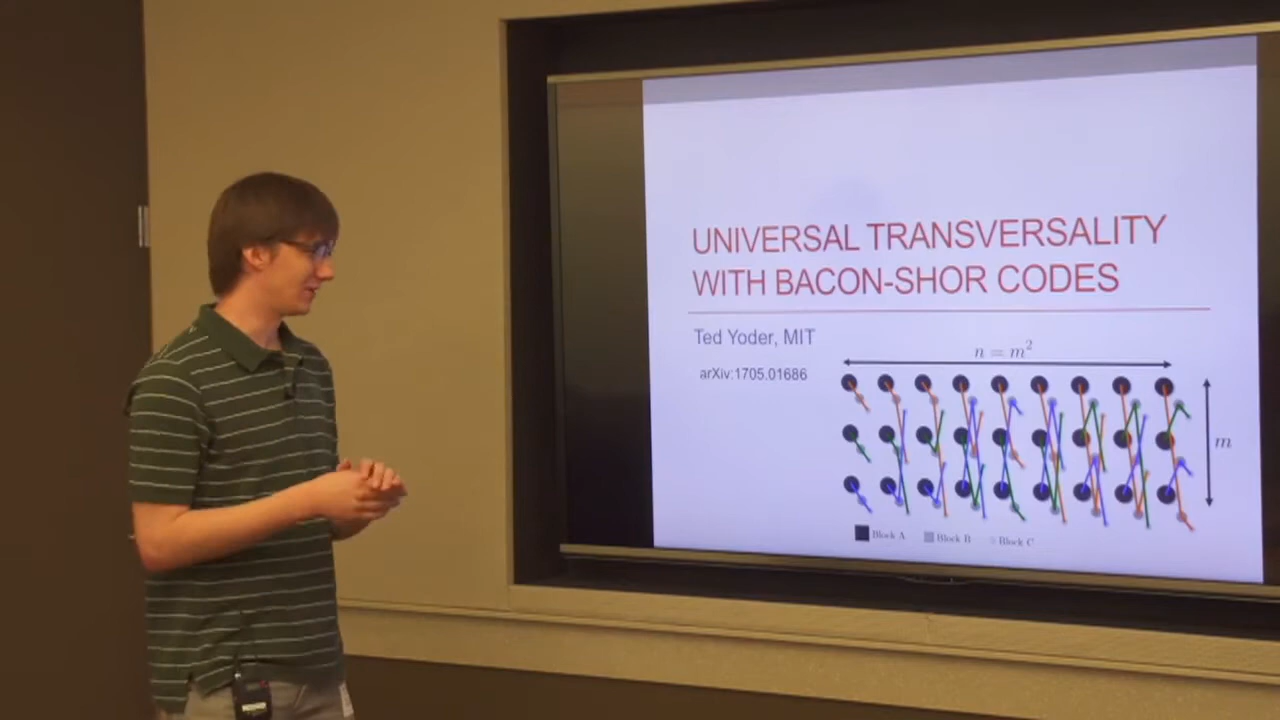 UNIVERSAL TRANSVERSALITY
WITH BACON-SHOR CODES
Ted Yoder, MIT
arXiv:1705.01686
n = m²
m
Block A Block B Block C